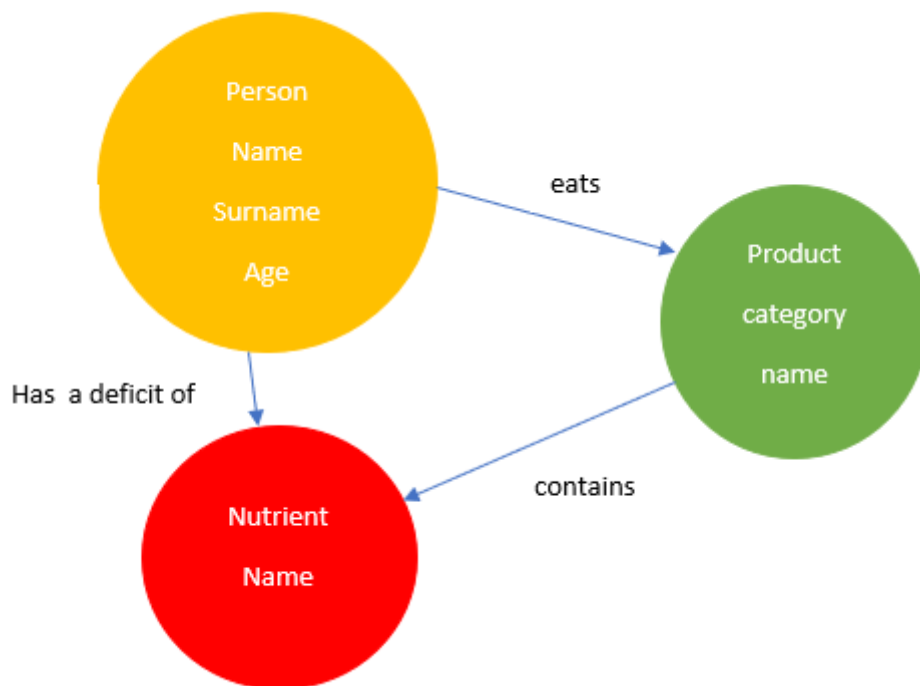 Person
Name
Surname
Age
eats
Product
category
name
Has  a deficit of
contains
Nutrient
Name